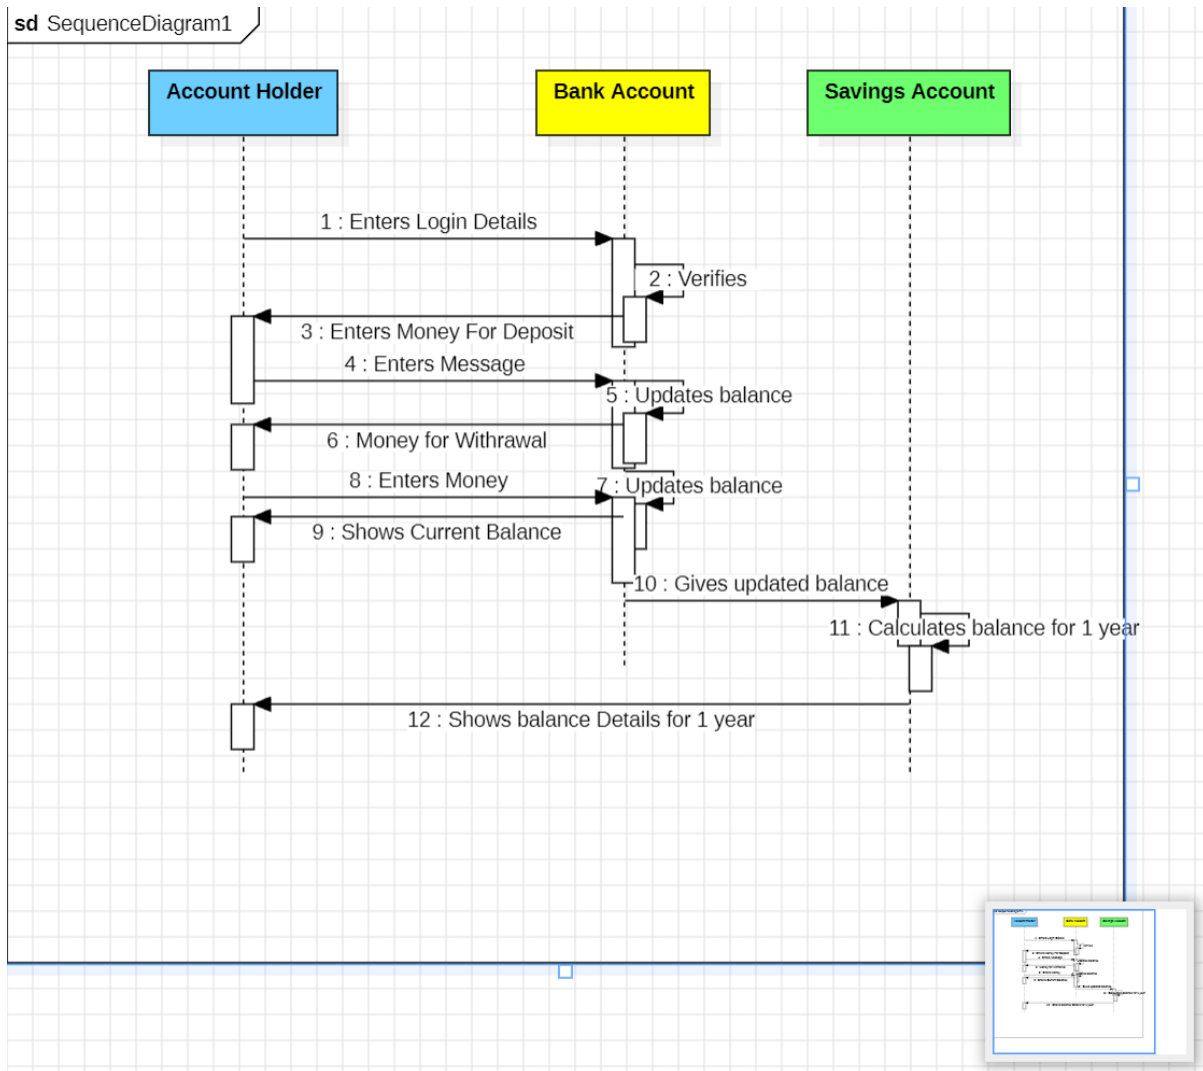 sd SequenceDiagram1
Account Holder
Bank Account
Savings Account
1 : Enters Login Details
2 : Verifies
3 : Enters Money For Deposit
4 : Enters Message
5 : Updates balance
6 : Money for Withrawal
8 : Enters Money
7 : Updates balance
9 : Shows Current Balance
10 : Gives updated balance
11 : Calculates balance for 1 year
12 : Shows balance Details for 1 year